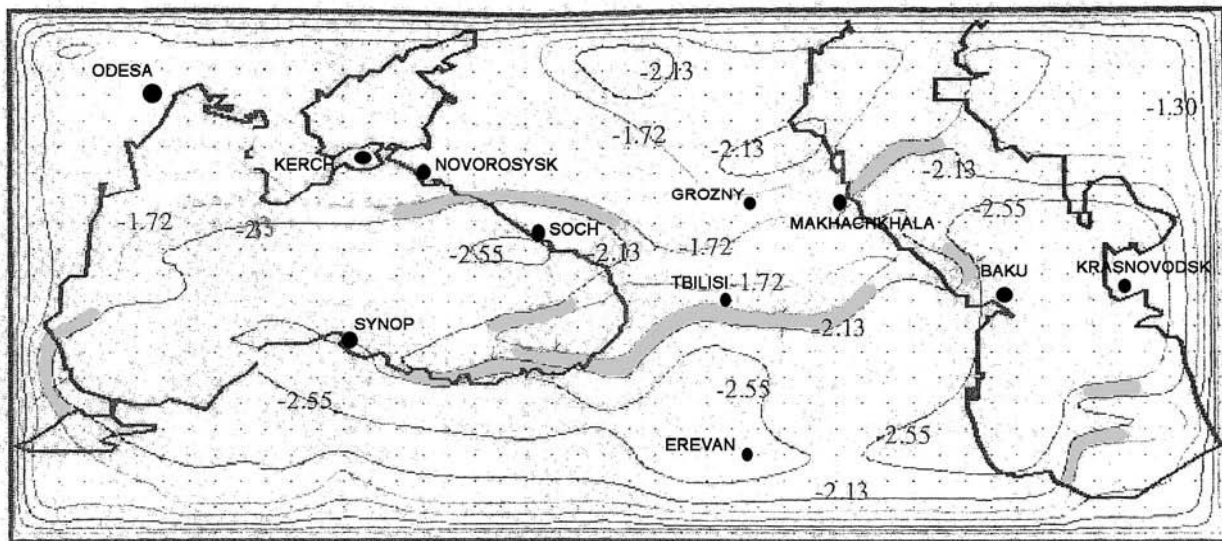 -2.13
ODESA
-1.30
-1.72
-2.13
KERCH
NOVOROSYSK
-2.13
GROZNY
MAKHACHKHALA
-2.55
-1.72
SOCH
-2.13
-2.55
-1.72
BAKU
KRASNOVODSK
TBILISI
-1.72
SYNOP
-2.13
-2.55
-2.55
-2.55
EREVAN
-2.13